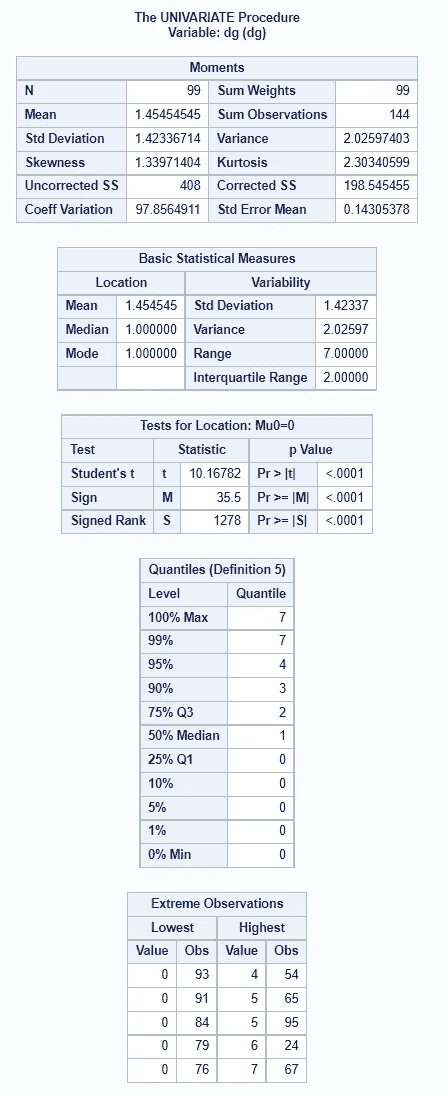 The UNIVARIATE Procedure
Variable: dg (dg)
Moments
N 99 Sum Weights 99
Mean 1.45454545 Sum Observations 144
Std Deviation 1.42336714 Variance 2.02597403
Skewness 1.33971404 Kurtosis 2.30340599
Uncorrected SS 408 Corrected SS 198.545455
Coeff Variation 97.8564911 Std Error Mean 0.14305378
Basic Statistical Measures
Location Variability
Mean 1.454545 Std Deviation 1.42337
Median 1.000000 Variance 2.02597
Mode 1.000000 Range 7.00000
Interquartile Range 2.00000
Tests for Location: Mu0=0
Test Statistic p Value
Student's t t 10.16782 Pr > |t| <.0001
Sign M 35.5 Pr >= |M| <.0001
Signed Rank S 1278 Pr >= |S| <.0001
Quantiles (Definition 5)
Level Quantile
100% Max 7
99% 7
95% 4
90% 3
75% Q3 2
50% Median 1
25% Q1 0
10% 0
5% 0
1% 0
0% Min 0
Extreme Observations
Lowest Highest
Value Obs Value Obs
0 93 4 54
0 91 5 65
0 84 5 95
0 79 6 24
0 76 7 67